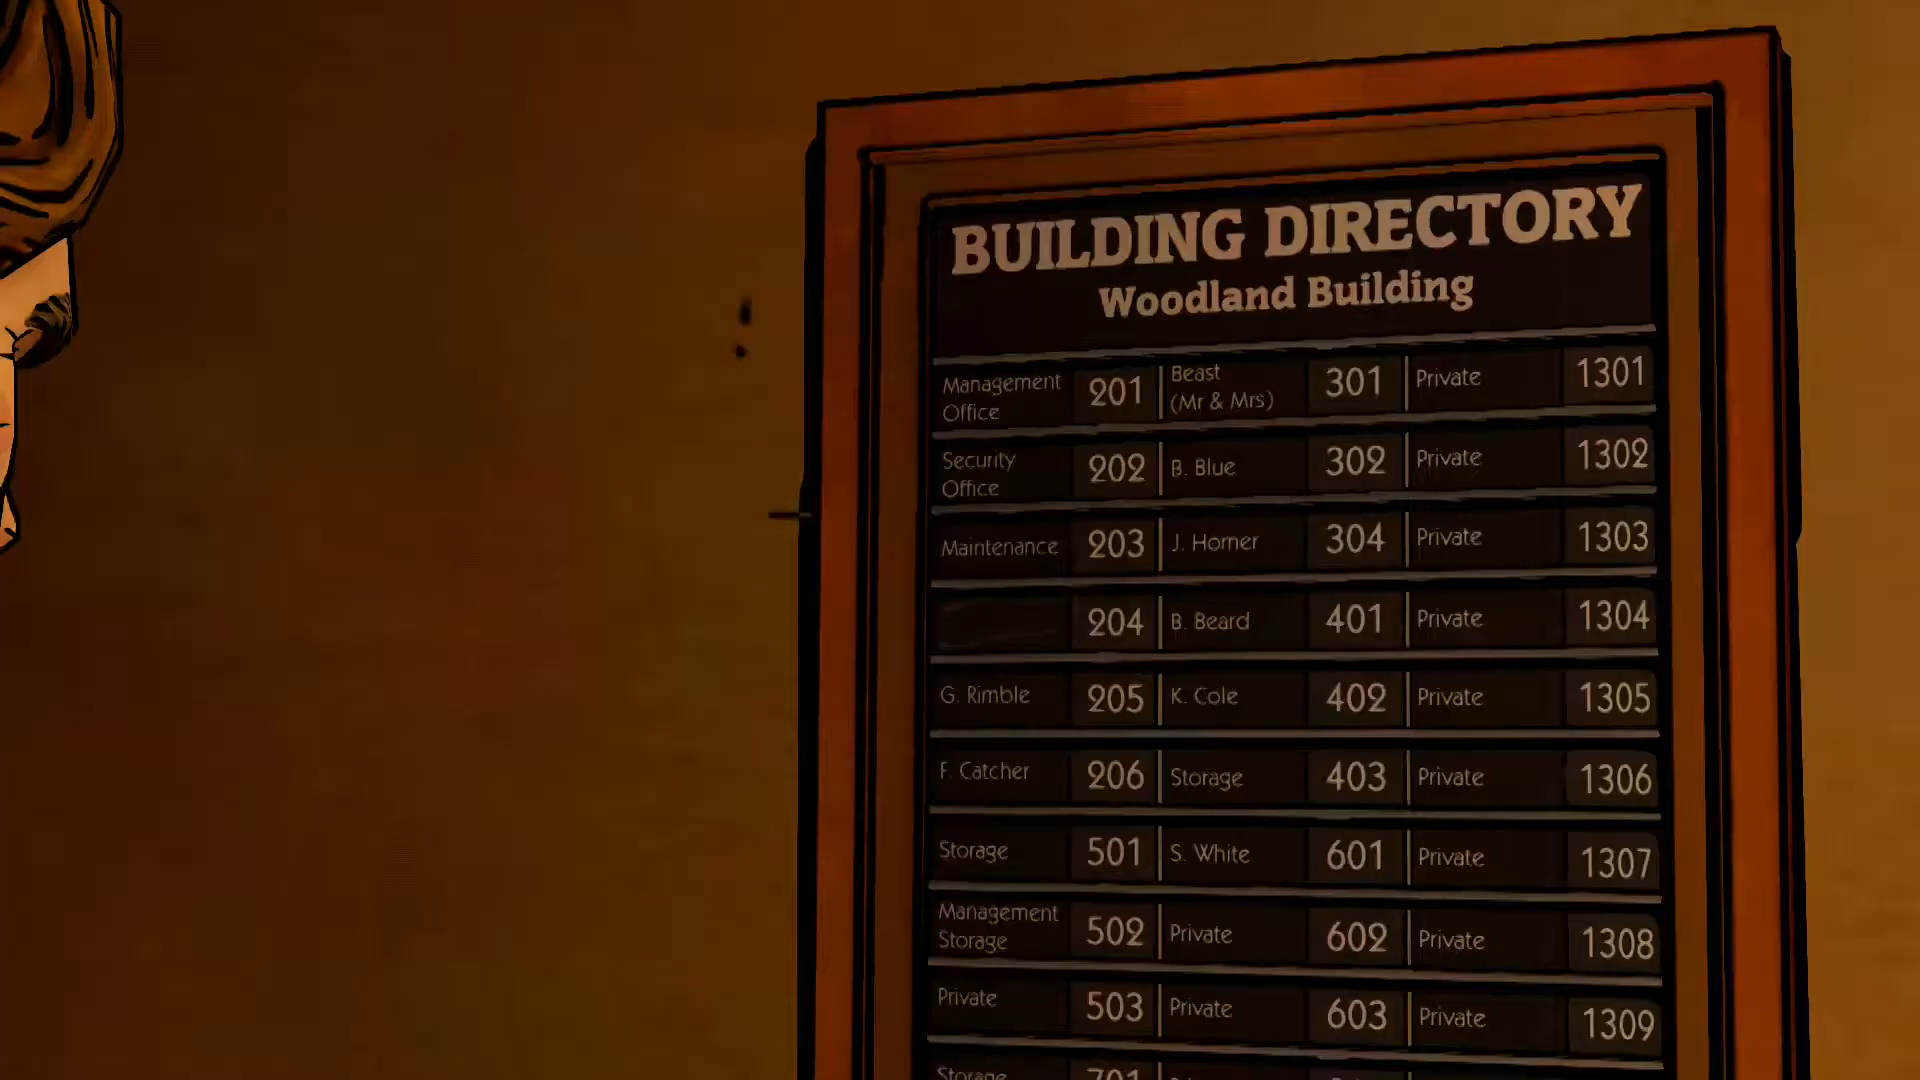 BUILDING DIRECTORY
Woodland Building
Management Office 201 Beast (Mr & Mrs) 301 Private 1301
Security Office 202 B. Blue 302 Private 1302
Maintenance 203 J. Horner 304 Private 1303
204 B. Beard 401 Private 1304
G. Rimble 205 K. Cole 402 Private 1305
F. Catcher 206 Storage 403 Private 1306
Storage 501 S. White 601 Private 1307
Management Storage 502 Private 602 Private 1308
Private 503 Private 603 Private 1309
Storage 701